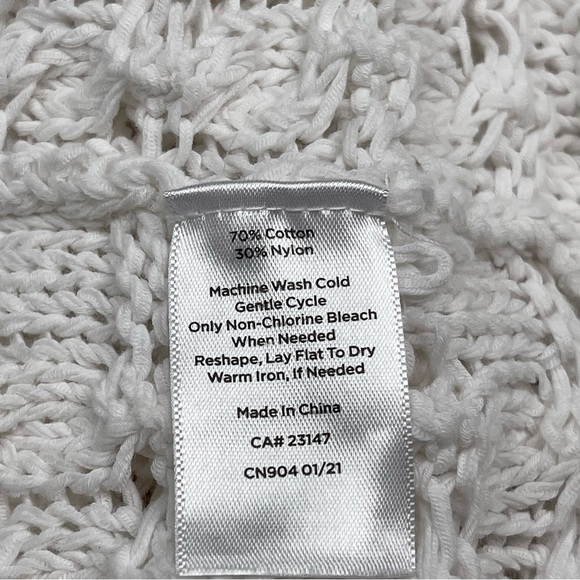 70% Cotton
30% Nylon
Machine Wash Cold
Gentle Cycle
Only Non-Chlorine Bleach
When Needed
Reshape, Lay Flat To Dry
Warm Iron, If Needed
Made In China
CA# 23147
CN904 01/21